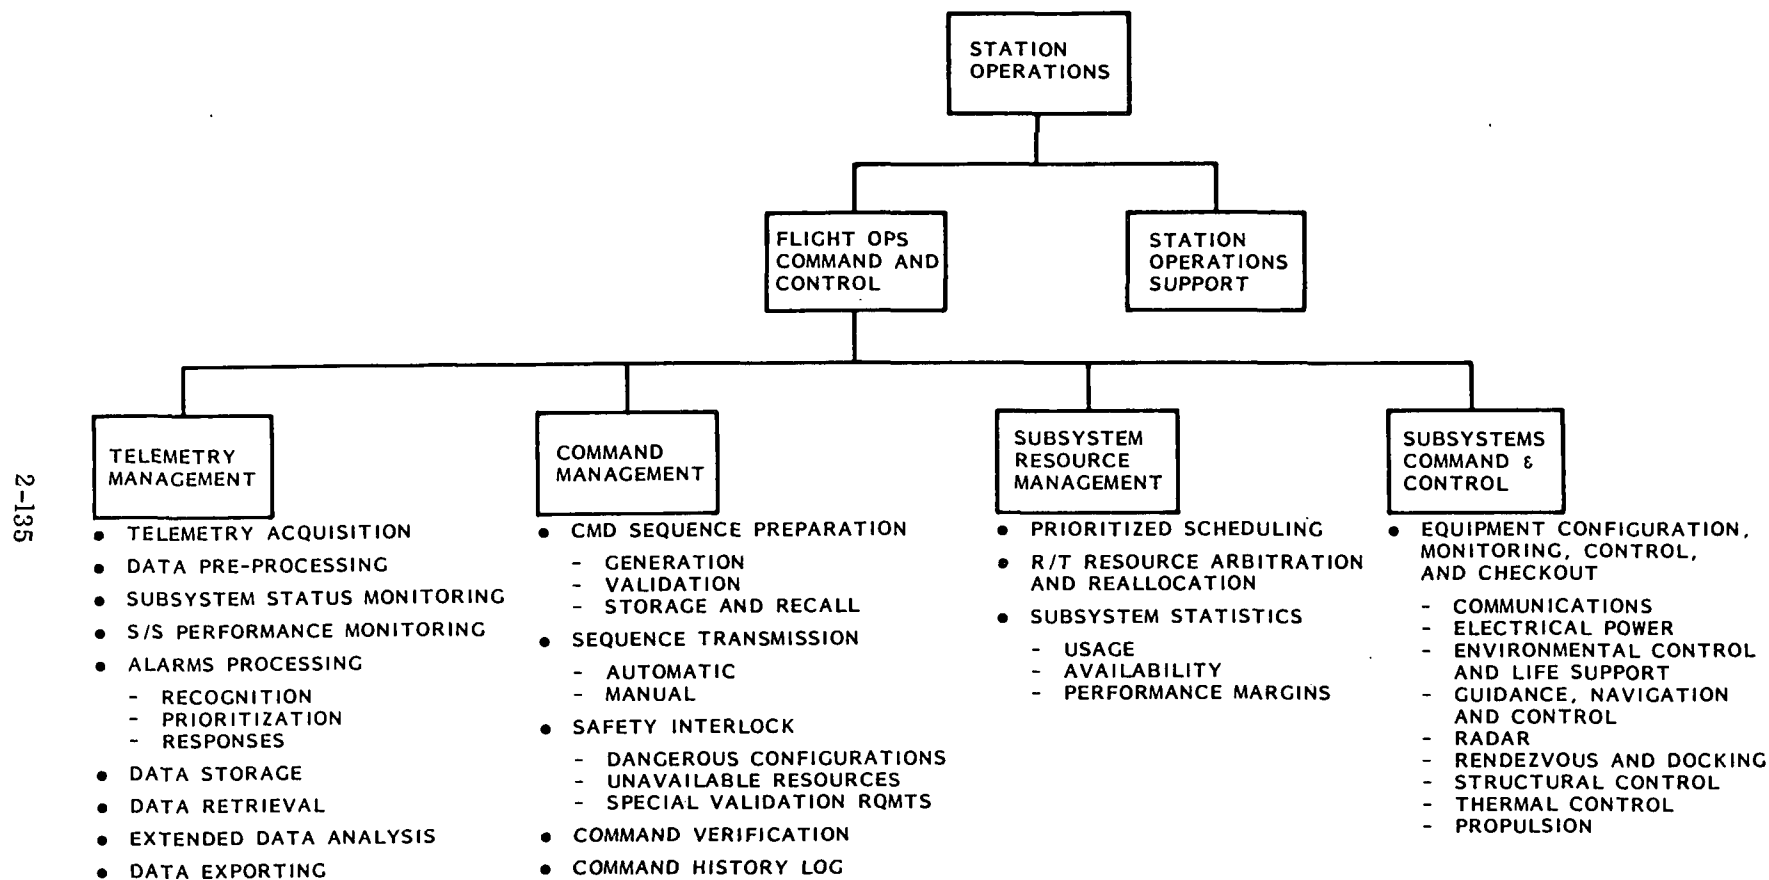 STATION
OPERATIONS
FLIGHT OPS
COMMAND AND
CONTROL
STATION
OPERATIONS
SUPPORT
TELEMETRY
MANAGEMENT
• TELEMETRY ACQUISITION
• DATA PRE-PROCESSING
• SUBSYSTEM STATUS MONITORING
• S/S PERFORMANCE MONITORING
• ALARMS PROCESSING
- RECOGNITION
- PRIORITIZATION
- RESPONSES
• DATA STORAGE
• DATA RETRIEVAL
• EXTENDED DATA ANALYSIS
• DATA EXPORTING
COMMAND
MANAGEMENT
• CMD SEQUENCE PREPARATION
- GENERATION
- VALIDATION
- STORAGE AND RECALL
• SEQUENCE TRANSMISSION
- AUTOMATIC
- MANUAL
• SAFETY INTERLOCK
- DANGEROUS CONFIGURATIONS
- UNAVAILABLE RESOURCES
- SPECIAL VALIDATION RQMTS
• COMMAND VERIFICATION
• COMMAND HISTORY LOG
SUBSYSTEM
RESOURCE
MANAGEMENT
• PRIORITIZED SCHEDULING
• R/T RESOURCE ARBITRATION
AND REALLOCATION
• SUBSYSTEM STATISTICS
- USAGE
- AVAILABILITY
- PERFORMANCE MARGINS
SUBSYSTEMS
COMMAND &
CONTROL
• EQUIPMENT CONFIGURATION,
MONITORING, CONTROL,
AND CHECKOUT
- COMMUNICATIONS
- ELECTRICAL POWER
- ENVIRONMENTAL CONTROL
AND LIFE SUPPORT
- GUIDANCE, NAVIGATION
AND CONTROL
- RADAR
- RENDEZVOUS AND DOCKING
- STRUCTURAL CONTROL
- THERMAL CONTROL
- PROPULSION
2-135